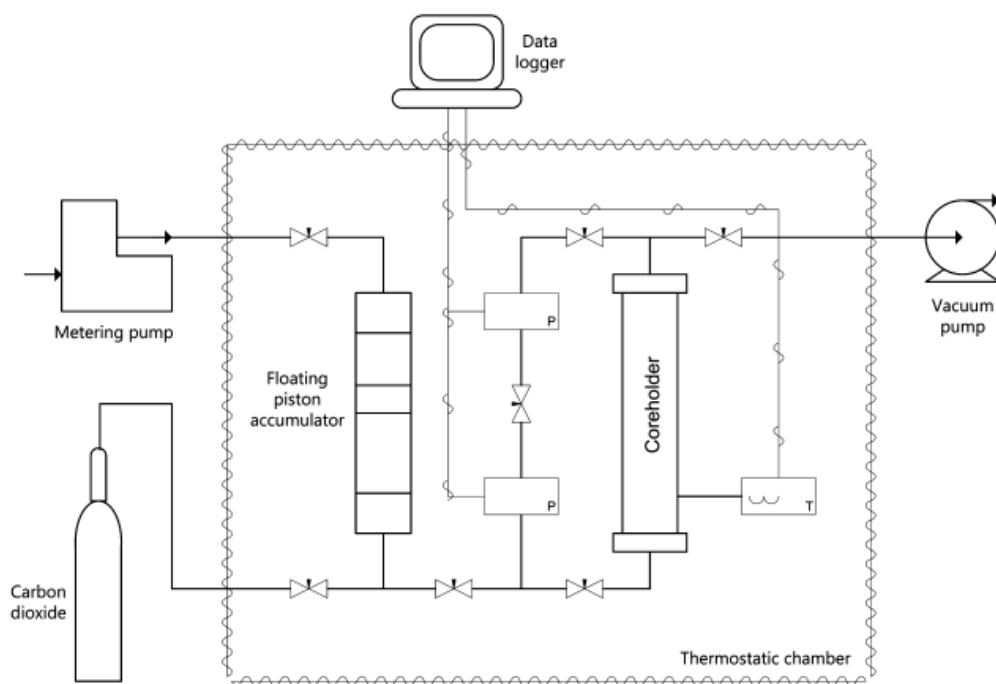 Data
logger
Metering pump
Vacuum
pump
P
Floating
piston
accumulator
Coreholder
P
T
Carbon
dioxide
Thermostatic chamber